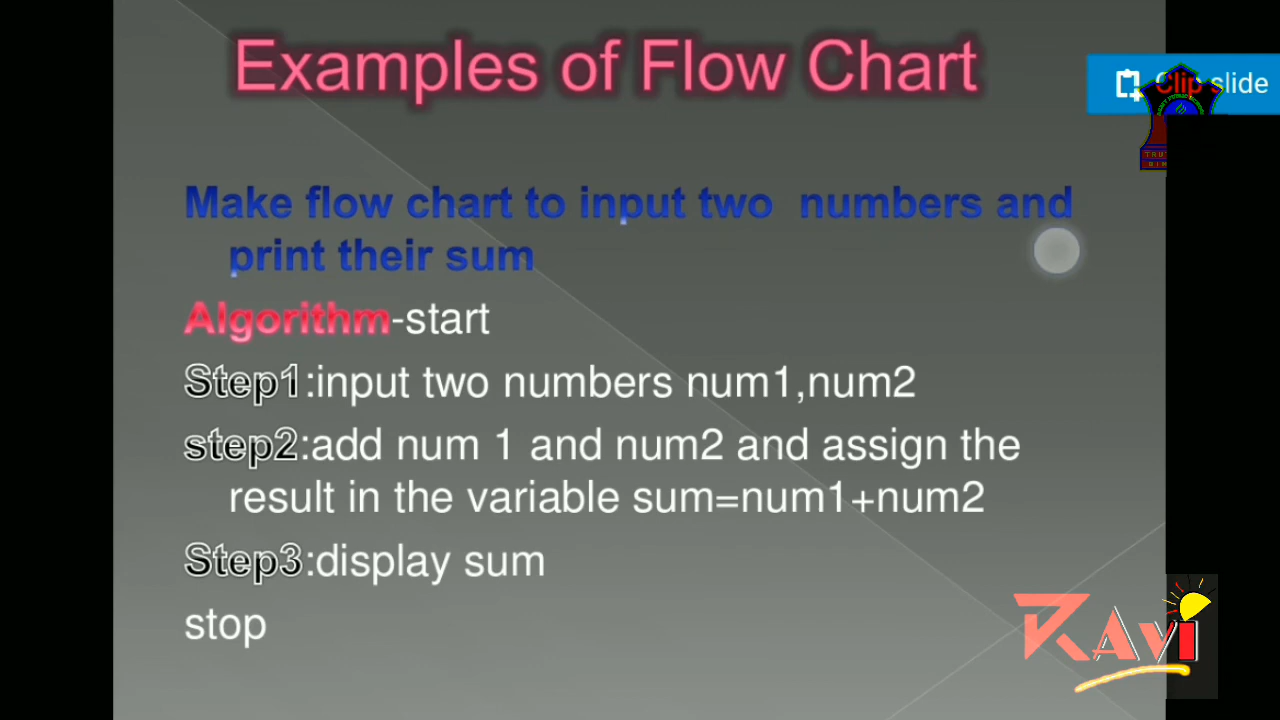 Examples of Flow Chart
Clip slide
Make flow chart to input two numbers and
print their sum
Algorithm-start
Step1:input two numbers num1,num2
step2:add num 1 and num2 and assign the
result in the variable sum=num1+num2
Step3:display sum
stop
RAVi